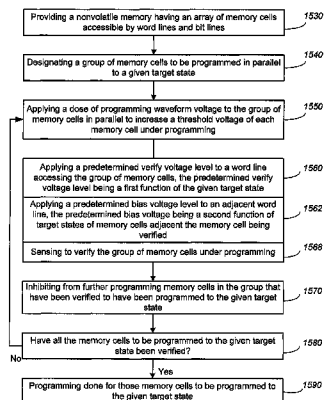 Providing a nonvolatile memory having an array of memory cells
accessible by word lines and bit lines
1530
Designating a group of memory cells to be programmed in parallel
to a given target state
1540
Applying a dose of programming waveform voltage to the group of
memory cells in parallel to increase a threshold voltage of each
memory cell under programming
1550
Applying a predetermined verify voltage level to a word line
accessing the group of memory cells, the predetermined verify
voltage level being a first function of the given target state
1560
Applying a predetermined bias voltage level to an adjacent word
line, the predetermined bias voltage being a second function of
target states of memory cells adjacent the memory cell being
verified
1562
Sensing to verify the group of memory cells under programming
1568
Inhibiting from further programming memory cells in the group that
have been verified to have been programmed to the given target
state
1570
Have all the memory cells to be programmed to the given target
state been verified?
1580
No
Yes
Programming done for those memory cells to be programmed to
the given target state
1590